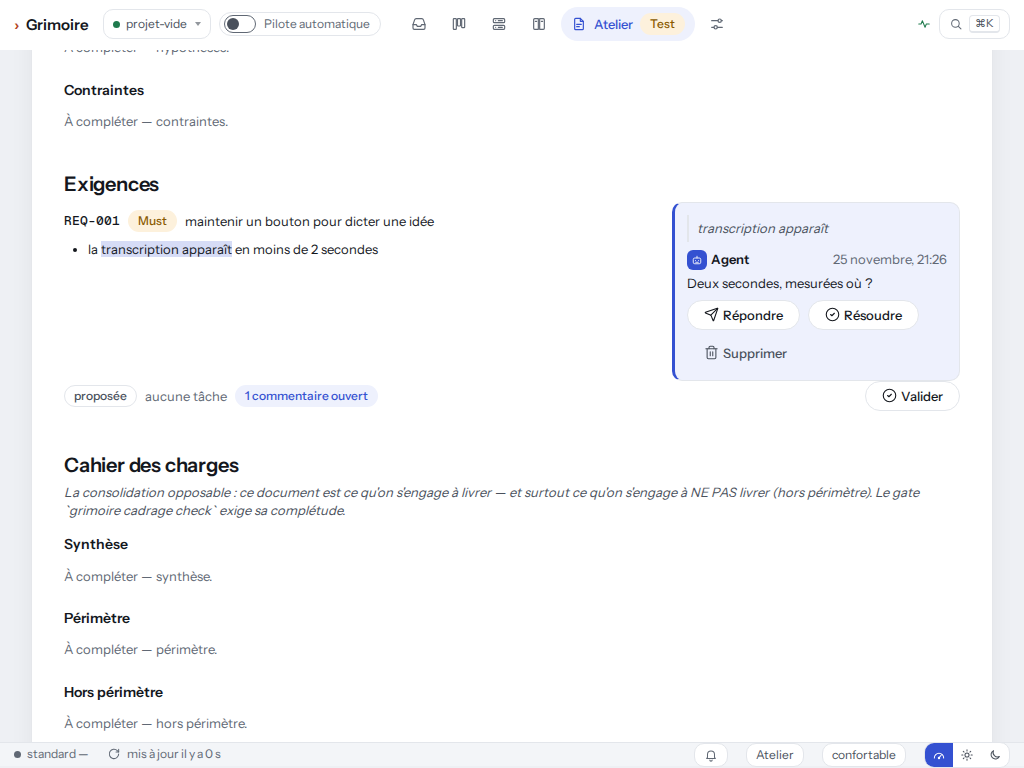 › Grimoire projet-vide Pilote automatique Atelier Test ⌘K
À compléter — hypothèses.
Contraintes
À compléter — contraintes.
Exigences
REQ-001 Must maintenir un bouton pour dicter une idée
• la transcription apparaît en moins de 2 secondes
transcription apparaît
Agent 25 novembre, 21:26
Deux secondes, mesurées où ?
Répondre Résoudre
Supprimer
proposée aucune tâche 1 commentaire ouvert Valider
Cahier des charges
La consolidation opposable : ce document est ce qu'on s'engage à livrer — et surtout ce qu'on s'engage à NE PAS livrer (hors périmètre). Le gate
`grimoire cadrage check` exige sa complétude.
Synthèse
À compléter — synthèse.
Périmètre
À compléter — périmètre.
Hors périmètre
À compléter — hors périmètre.
standard — mis à jour il y a 0 s Atelier confortable